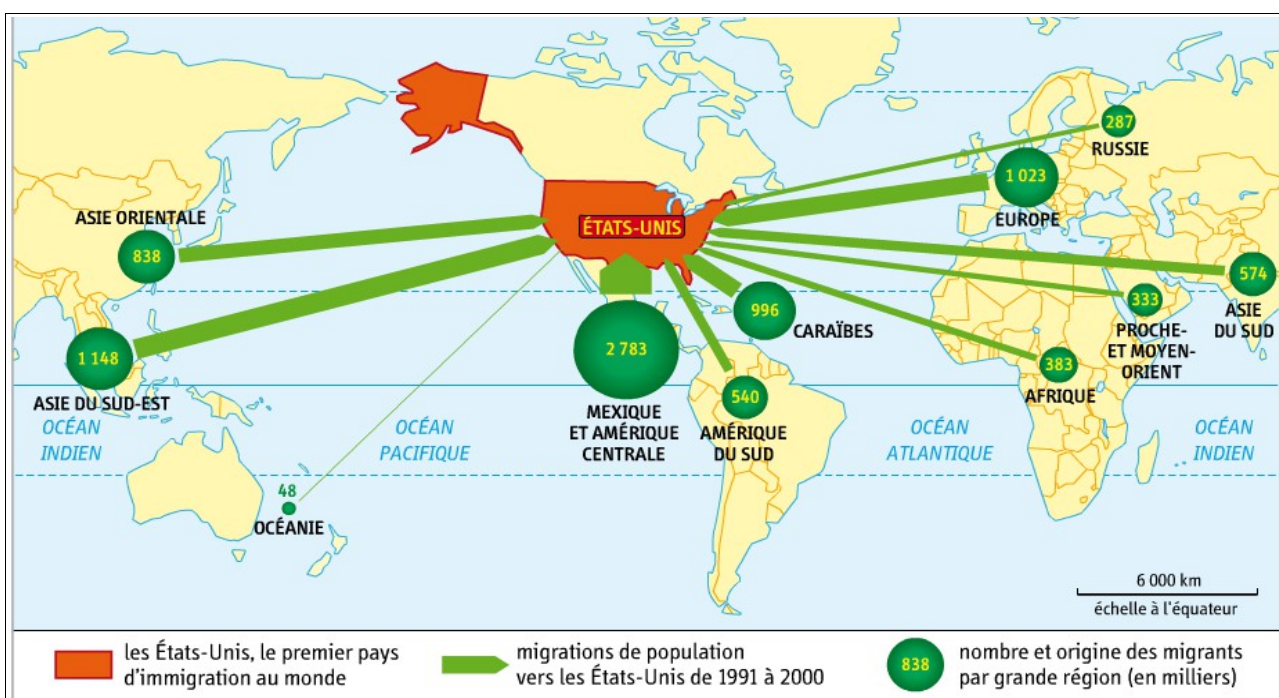 287
RUSSIE
1 023
EUROPE
ASIE ORIENTALE
838
ÉTATS-UNIS
574
ASIE
DU SUD
333
PROCHE-
ET MOYEN-
ORIENT
996
CARAÏBES
1 148
ASIE DU SUD-EST
2 783
MEXIQUE
ET AMÉRIQUE
CENTRALE
540
AMÉRIQUE
DU SUD
383
AFRIQUE
OCÉAN
INDIEN
OCÉAN
PACIFIQUE
OCÉAN
ATLANTIQUE
OCÉAN
INDIEN
48
OCÉANIE
6 000 km
échelle à l'équateur
les États-Unis, le premier pays
d'immigration au monde
migrations de population
vers les États-Unis de 1991 à 2000
838
nombre et origine des migrants
par grande région (en milliers)